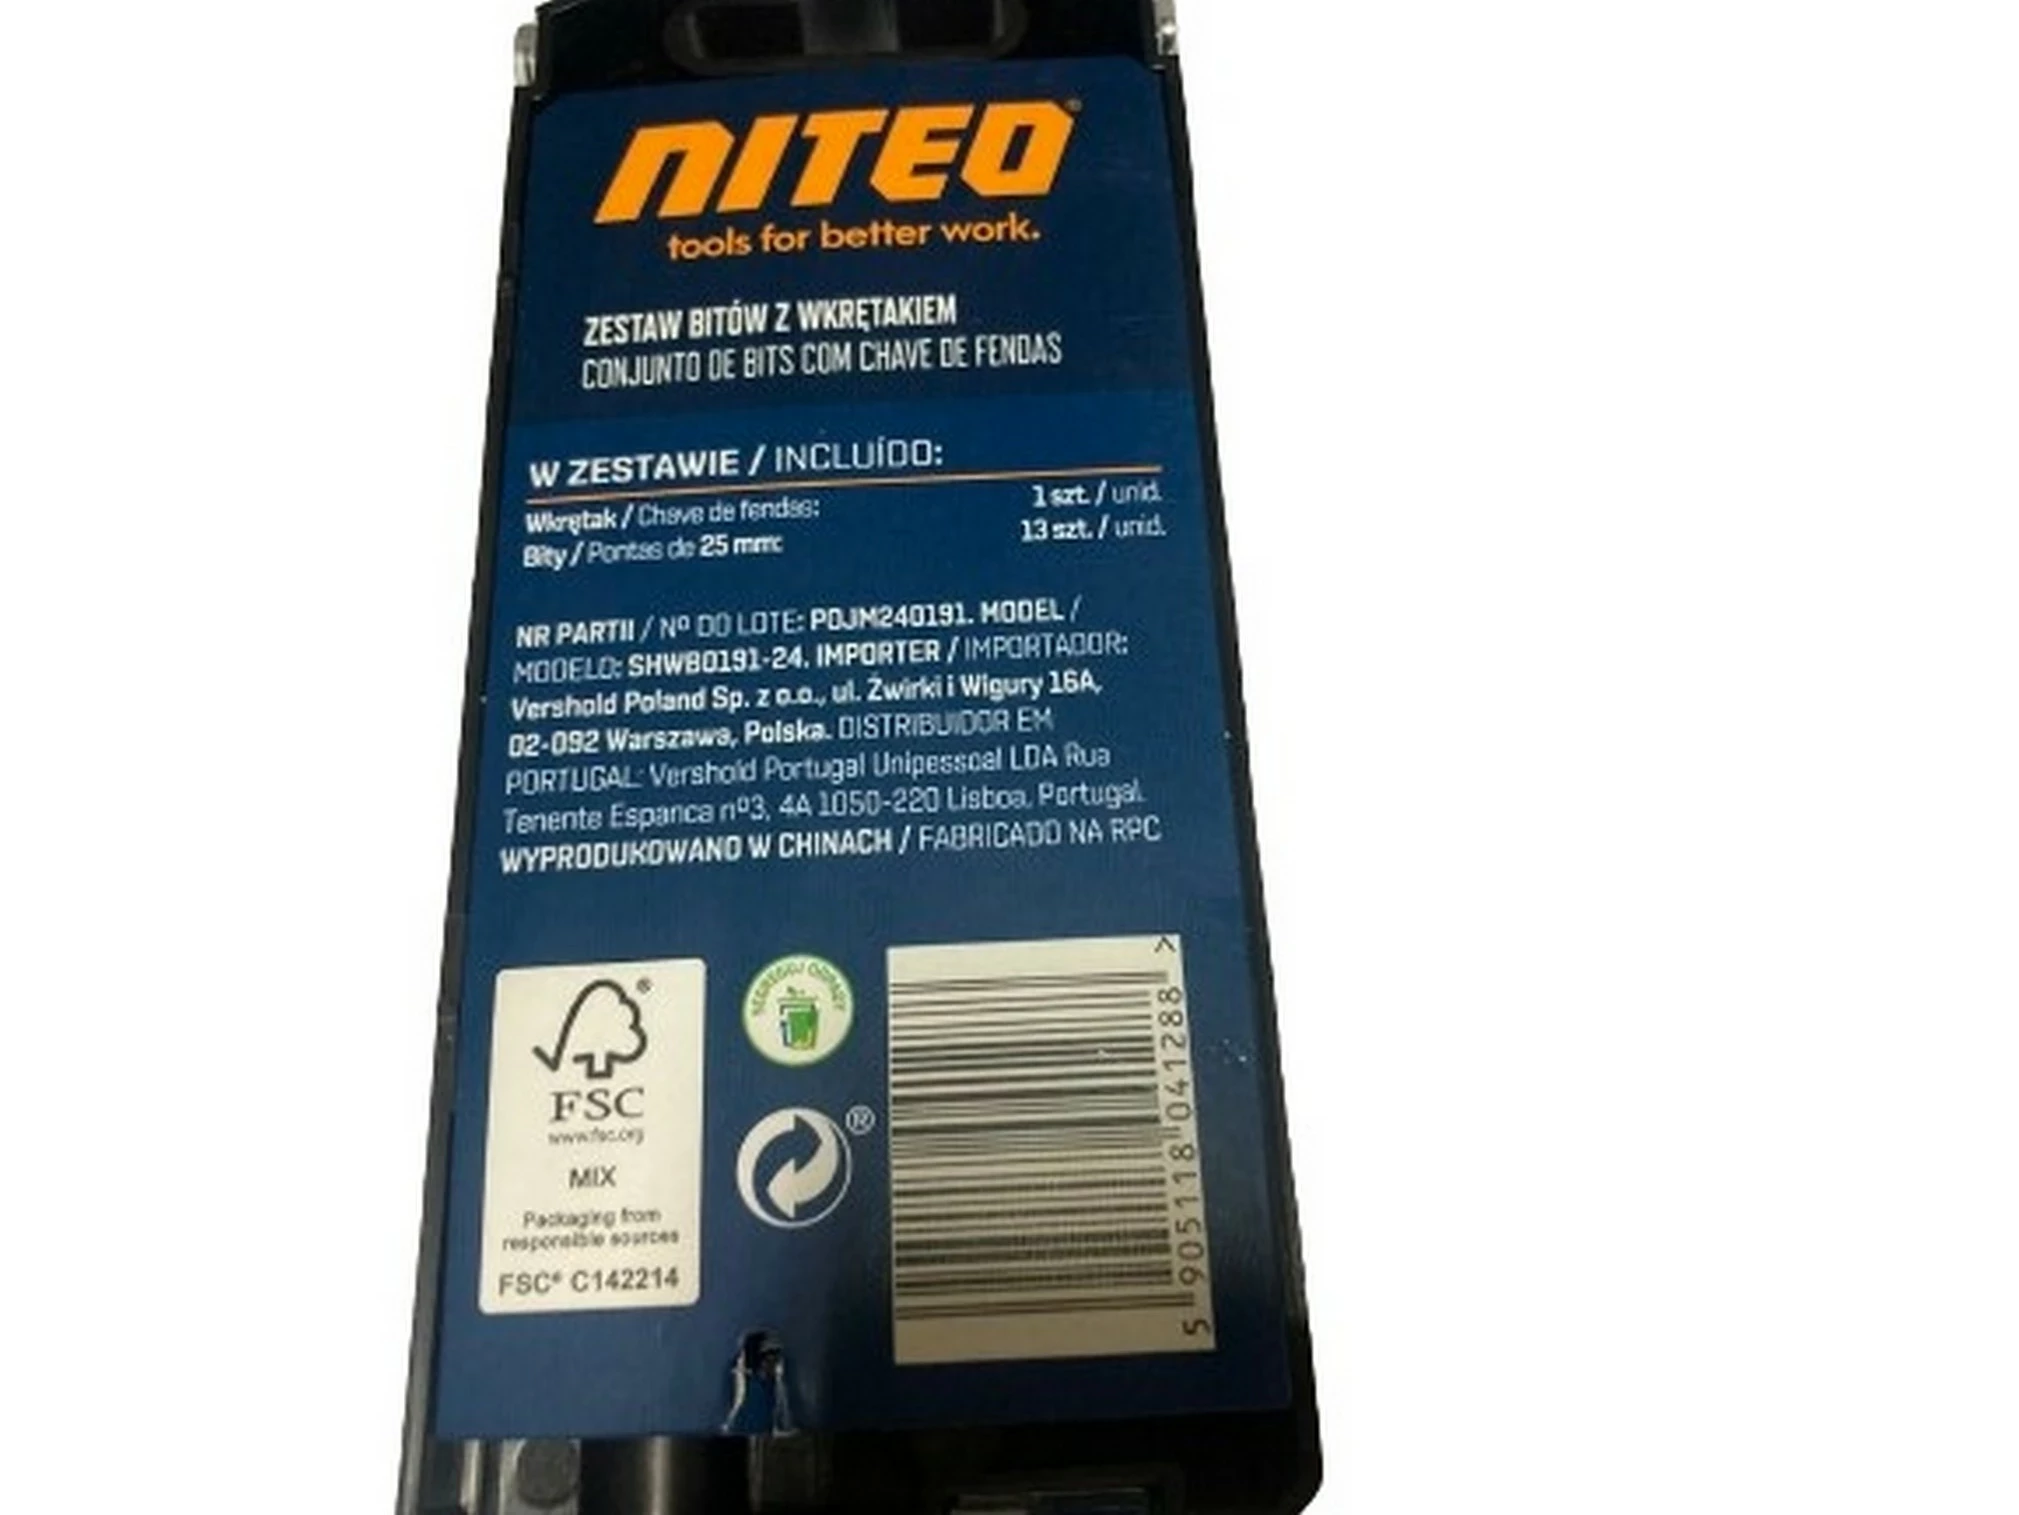 NITEO®
tools for better work.
ZESTAW BITÓW Z WKRĘTAKIEM
CONJUNTO DE BITS COM CHAVE DE FENDAS
W ZESTAWIE / INCLUÍDO:
Wkrętak / Chave de fendas: 1 szt. / unid.
Bity / Pontas de 25 mm: 13 szt. / unid.
NR PARTII / Nº DO LOTE: POJM240191. MODEL /
MODELO: SHWB0191-24. IMPORTER / IMPORTADOR:
Vershold Poland Sp. z o.o., ul. Żwirki i Wigury 16A,
02-092 Warszawa, Polska. DISTRIBUIDOR EM
PORTUGAL: Vershold Portugal Unipessoal LDA Rua
Tenente Espanca nº3, 4A 1050-220 Lisboa, Portugal.
WYPRODUKOWANO W CHINACH / FABRICADO NA RPC
®
FSC
www.fsc.org
MIX
Packaging from
responsible sources
FSC® C142214
SEGREGUJ ODPADY
®
5 905118 041288 >